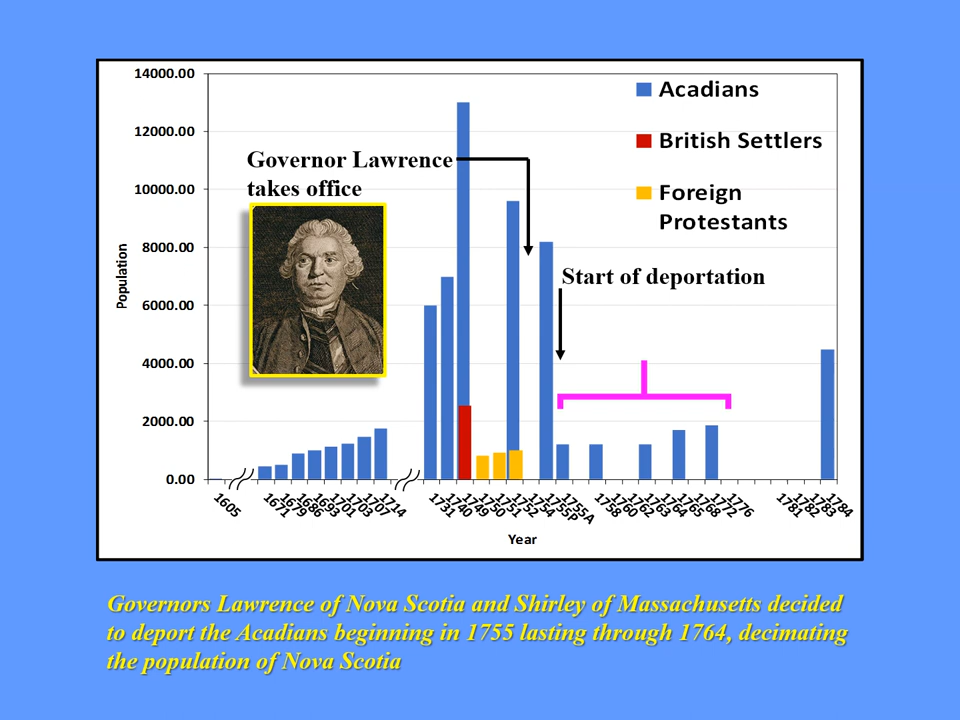 14000.00
12000.00
10000.00
8000.00
6000.00
4000.00
2000.00
0.00
Population
Acadians
British Settlers
Foreign
Protestants
Governor Lawrence
takes office
Start of deportation
1605
1671
1679
1686
1693
1701
1703
1707
1714
1731
1740
1749
1750
1751
1752
1754
1755P
1755A
1758
1760
1762
1763
1764
1765
1768
1772
1776
1781
1782
1783
1784
Year
Governors Lawrence of Nova Scotia and Shirley of Massachusetts decided
to deport the Acadians beginning in 1755 lasting through 1764, decimating
the population of Nova Scotia